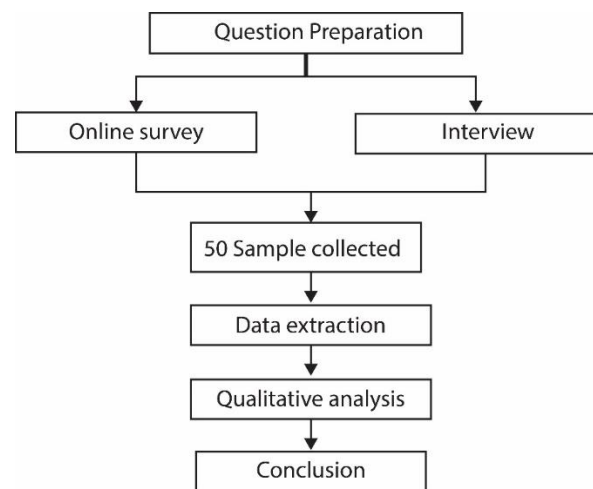 Question Preparation
Online survey
Interview
50 Sample collected
Data extraction
Qualitative analysis
Conclusion